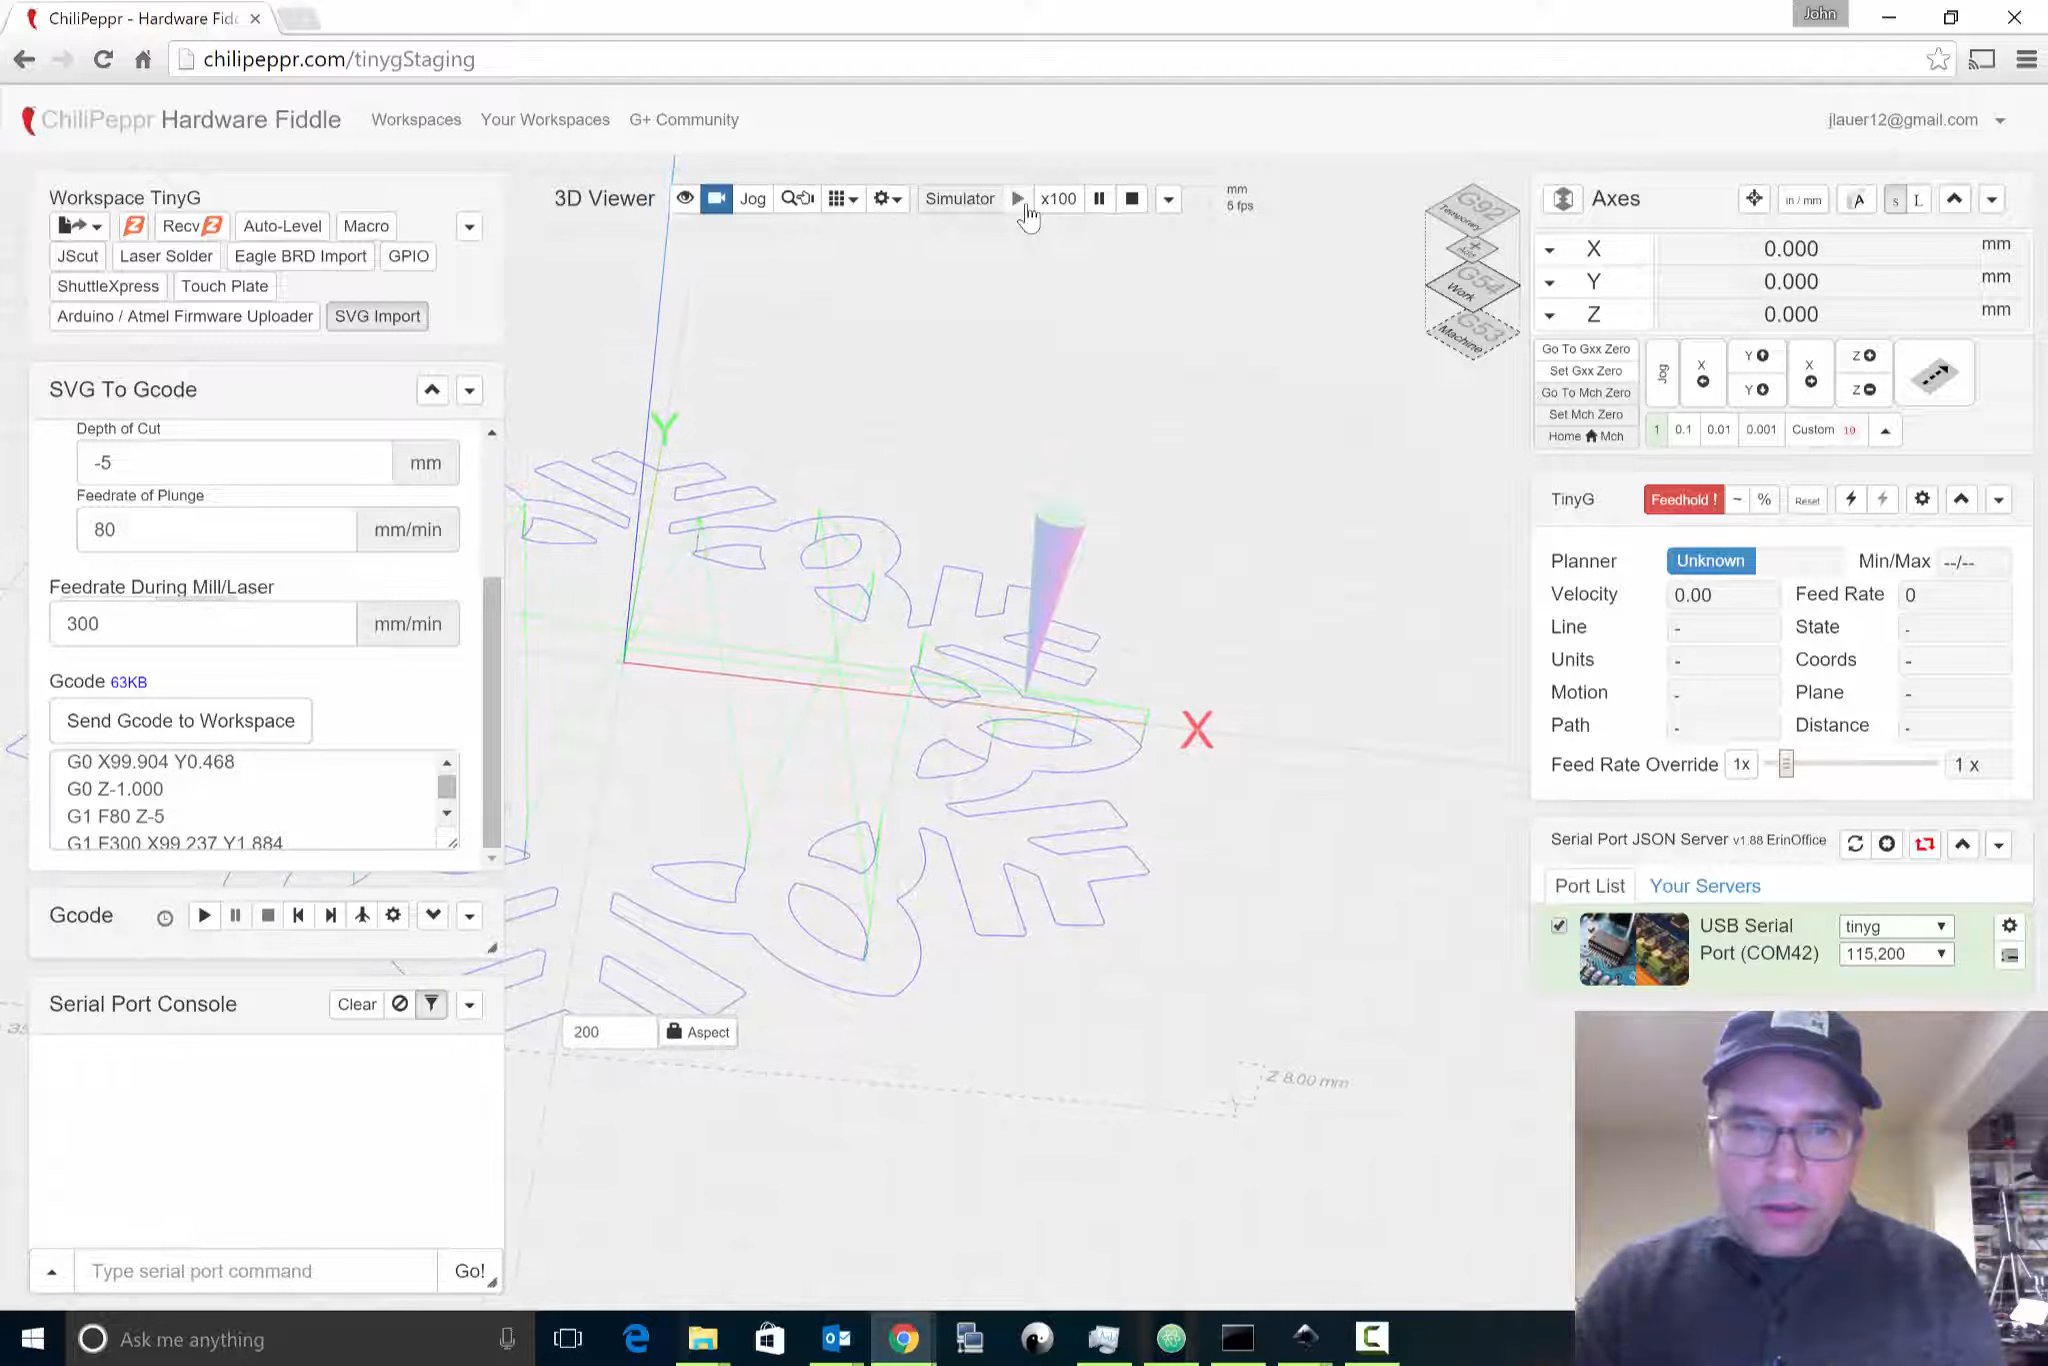 ChiliPeppr - Hardware Fidd
John
chilipeppr.com/tinygStaging
ChiliPeppr Hardware Fiddle
Workspaces
Your Workspaces
G+ Community
jlauer12@gmail.com
Workspace TinyG
Recv
Auto-Level
Macro
JScut
Laser Solder
Eagle BRD Import
GPIO
ShuttleXpress
Touch Plate
Arduino / Atmel Firmware Uploader
SVG Import
SVG To Gcode
Depth of Cut
-5
mm
Feedrate of Plunge
80
mm/min
Feedrate During Mill/Laser
300
mm/min
Gcode 63KB
Send Gcode to Workspace
G0 X99.904 Y0.468
G0 Z-1.000
G1 F80 Z-5
G1 F300 X99.237 Y1.884
Gcode
Serial Port Console
Clear
Type serial port command
Go!
3D Viewer
Jog
Simulator
x100
mm
5 fps
Y
X
200
Aspect
Z 8.00 mm
G92
Temporary
G54
Work
G53
Machine
Axes
in / mm
A
s
L
X 0.000 mm
Y 0.000 mm
Z 0.000 mm
Go To Gxx Zero
Set Gxx Zero
Go To Mch Zero
Set Mch Zero
Home Mch
Jog
X
Y
Y
X
Z
Z
1
0.1
0.01
0.001
Custom 10
TinyG
Feedhold !
~
%
Reset
Planner Unknown Min/Max --/--
Velocity 0.00 Feed Rate 0
Line - State -
Units - Coords -
Motion - Plane -
Path - Distance -
Feed Rate Override 1x 1 x
Serial Port JSON Server v1.88 ErinOffice
Port List
Your Servers
USB Serial
Port (COM42)
tinyg
115,200
Ask me anything